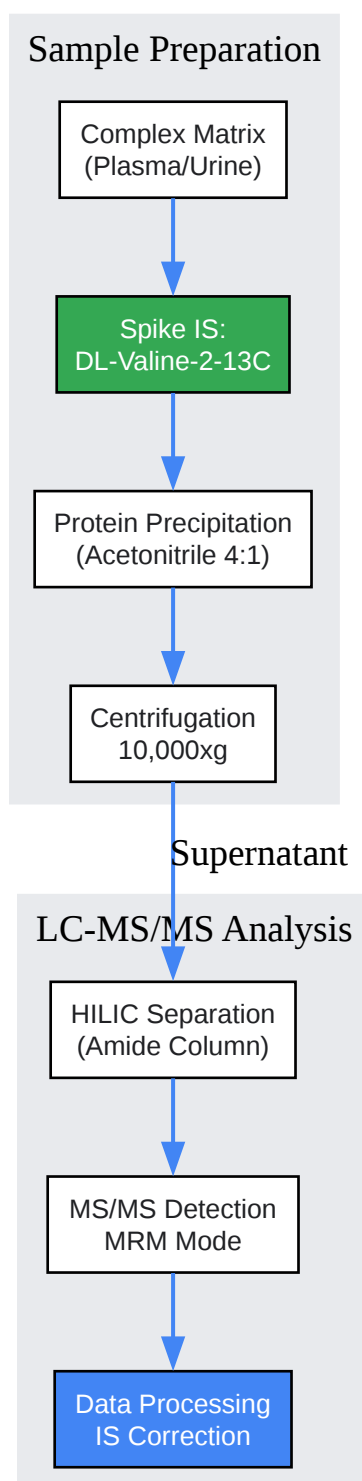 Sample Preparation
Complex Matrix
(Plasma/Urine)
Spike IS:
DL-Valine-2-13C
Protein Precipitation
(Acetonitrile 4:1)
Centrifugation
10,000xg
Supernatant
LC-MS/MS Analysis
HILIC Separation
(Amide Column)
MS/MS Detection
MRM Mode
Data Processing
IS Correction